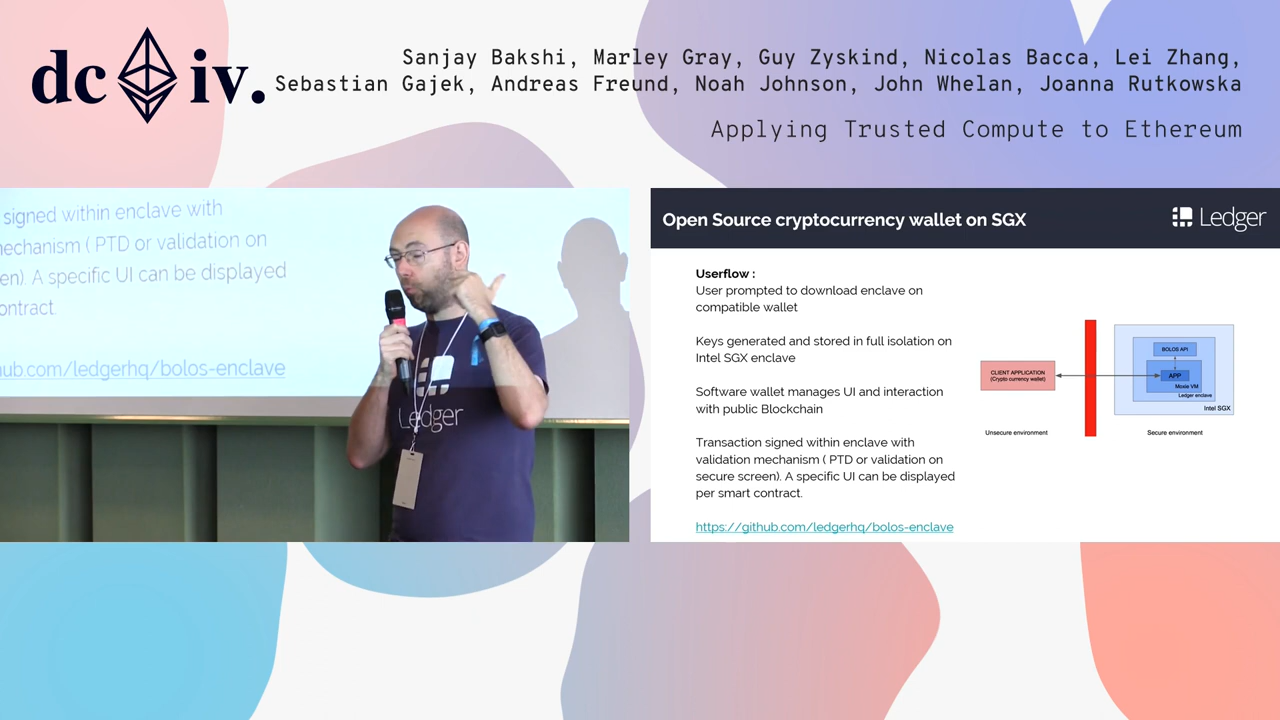 dc iv.
Sanjay Bakshi, Marley Gray, Guy Zyskind, Nicolas Bacca, Lei Zhang,
Sebastian Gajek, Andreas Freund, Noah Johnson, John Whelan, Joanna Rutkowska
Applying Trusted Compute to Ethereum
signed within enclave with
mechanism ( PTD or validation on
en). A specific UI can be displayed
ontract.
ub.com/ledgerhq/bolos-enclave
Ledger
Open Source cryptocurrency wallet on SGX
Ledger
Userflow :
User prompted to download enclave on
compatible wallet
Keys generated and stored in full isolation on
Intel SGX enclave
Software wallet manages UI and interaction
with public Blockchain
Transaction signed within enclave with
validation mechanism ( PTD or validation on
secure screen). A specific UI can be displayed
per smart contract.
https://github.com/ledgerhq/bolos-enclave
CLIENT APPLICATION
(Crypto currency wallet)
BOLOS API
APP
Moxie VM
Ledger enclave
Intel SGX
Unsecure environment
Secure environment